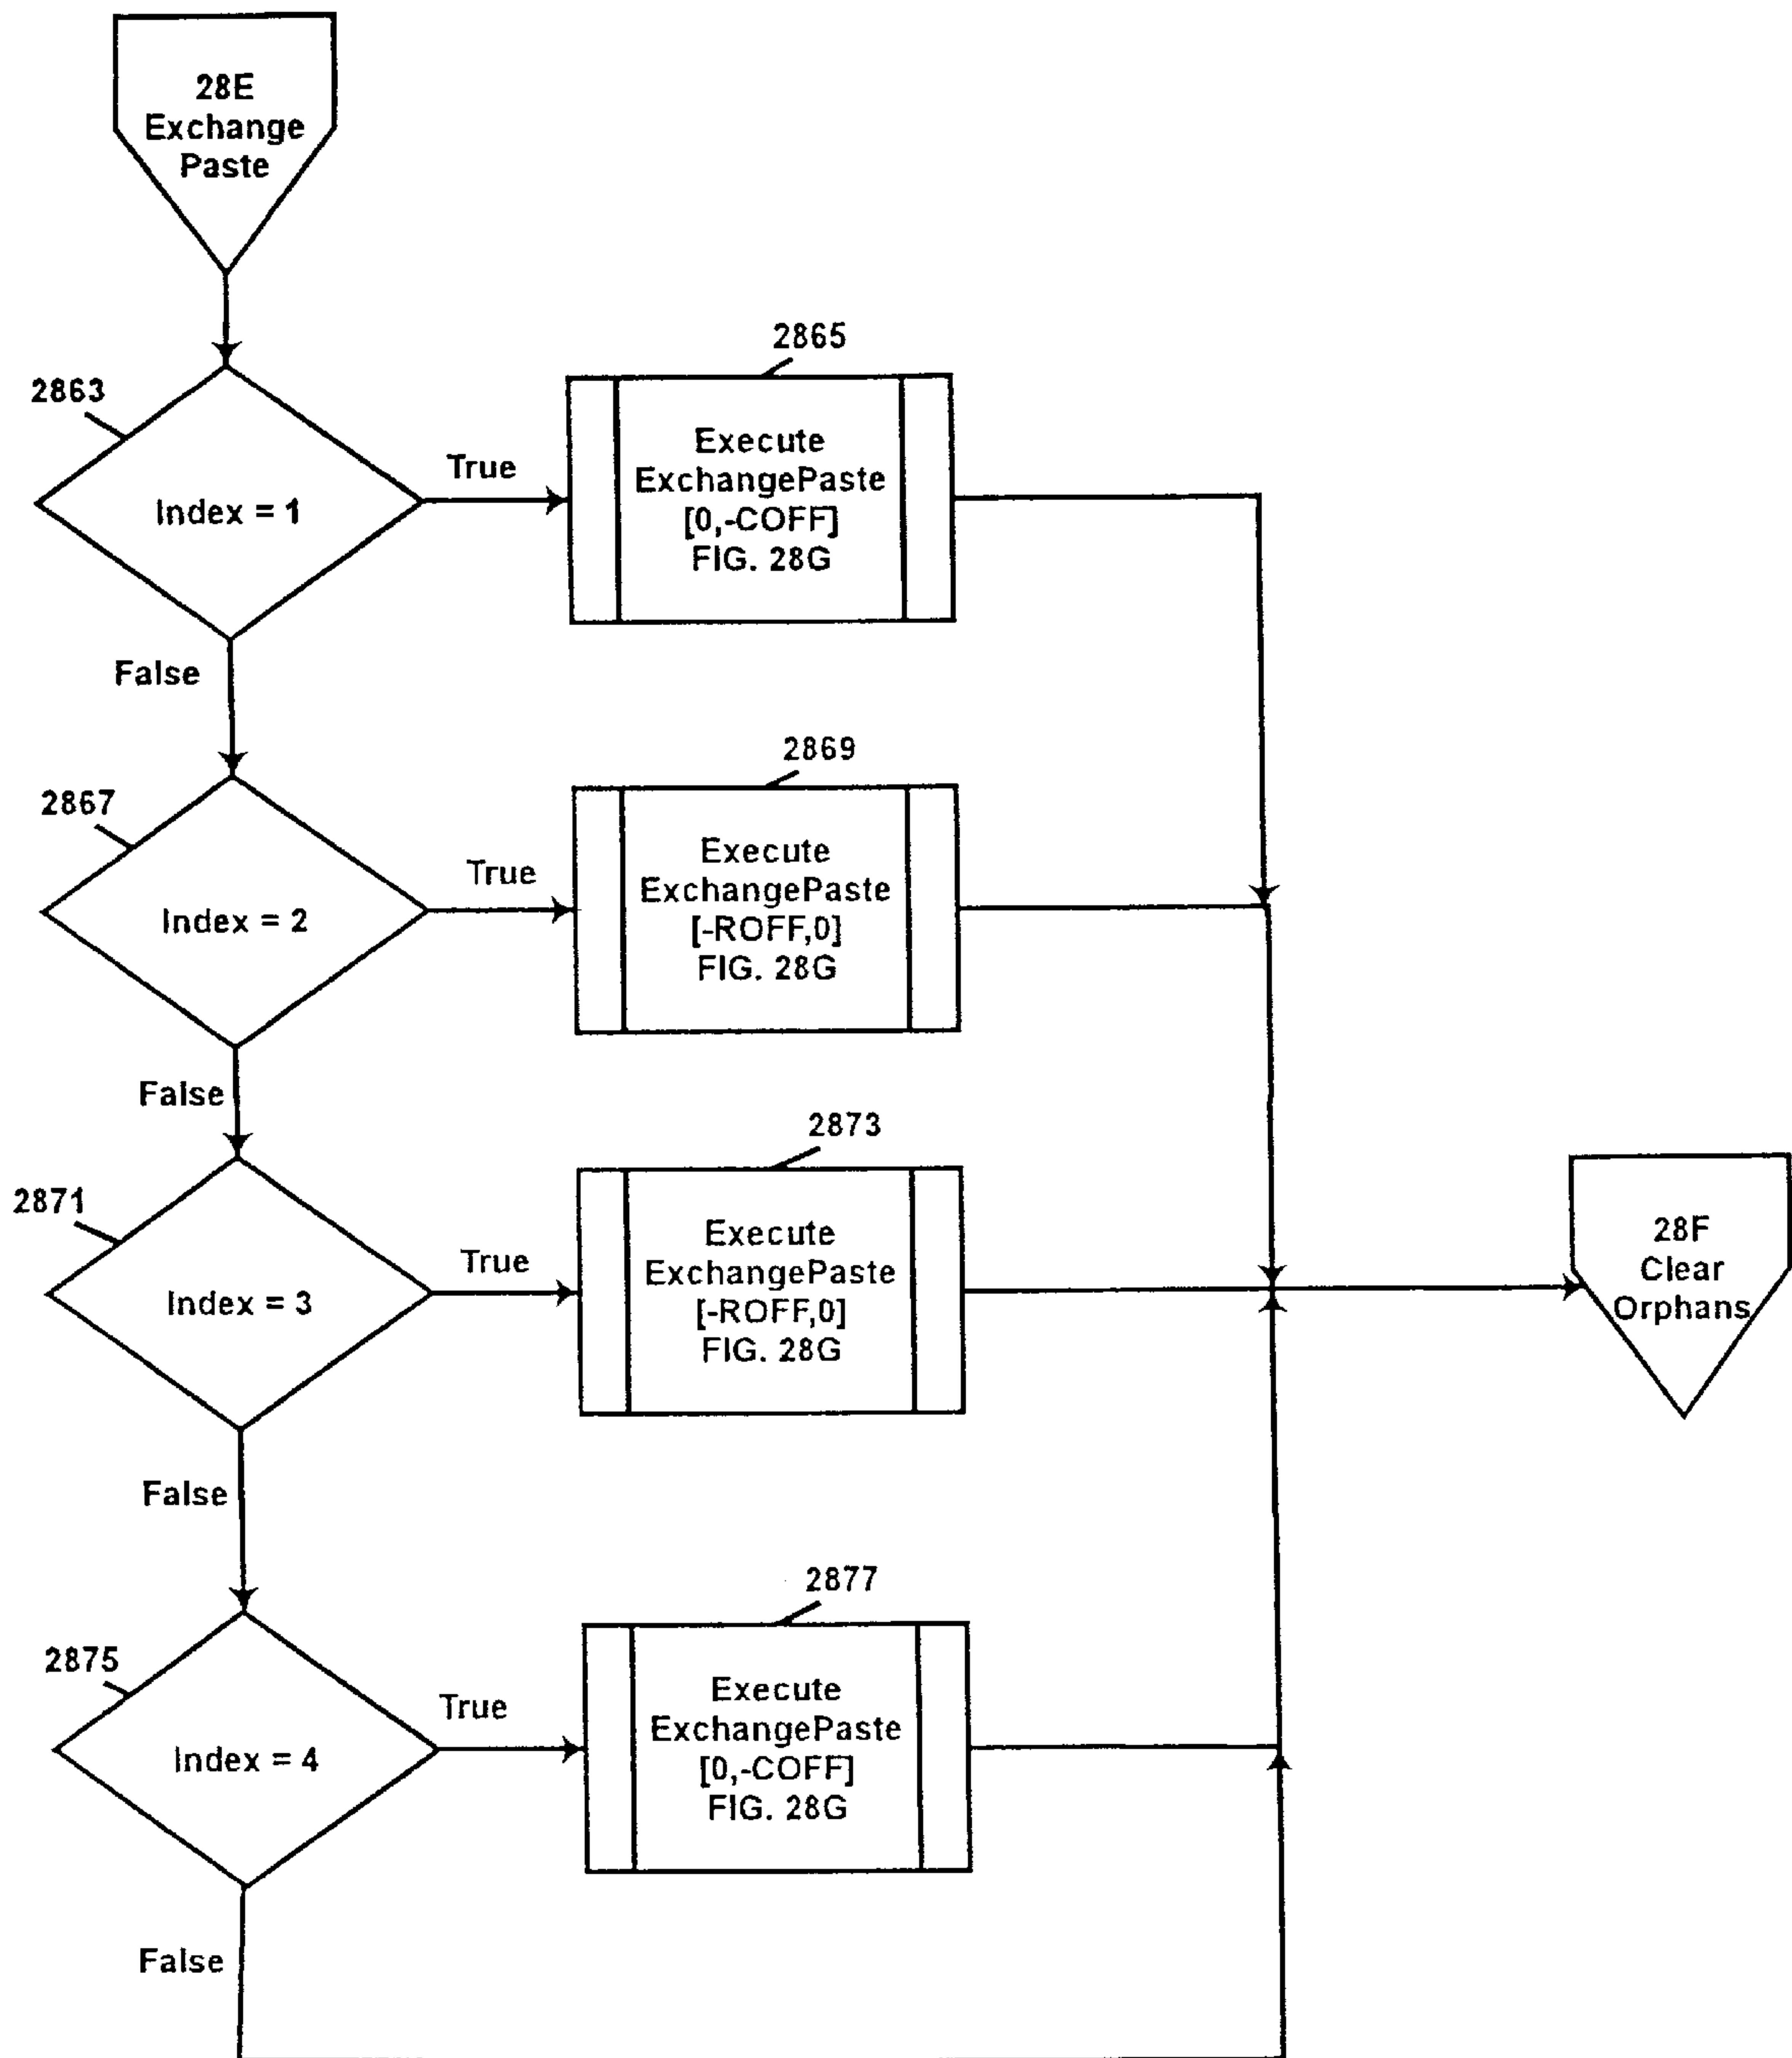 28E
Exchange
Paste
2863
Index = 1
True
2865
Execute
ExchangePaste
[0,-COFF]
FIG. 28G
False
2867
Index = 2
True
2869
Execute
ExchangePaste
[-ROFF,0]
FIG. 28G
False
2871
Index = 3
True
2873
Execute
ExchangePaste
[-ROFF,0]
FIG. 28G
28F
Clear
Orphans
False
2875
Index = 4
True
2877
Execute
ExchangePaste
[0,-COFF]
FIG. 28G
False